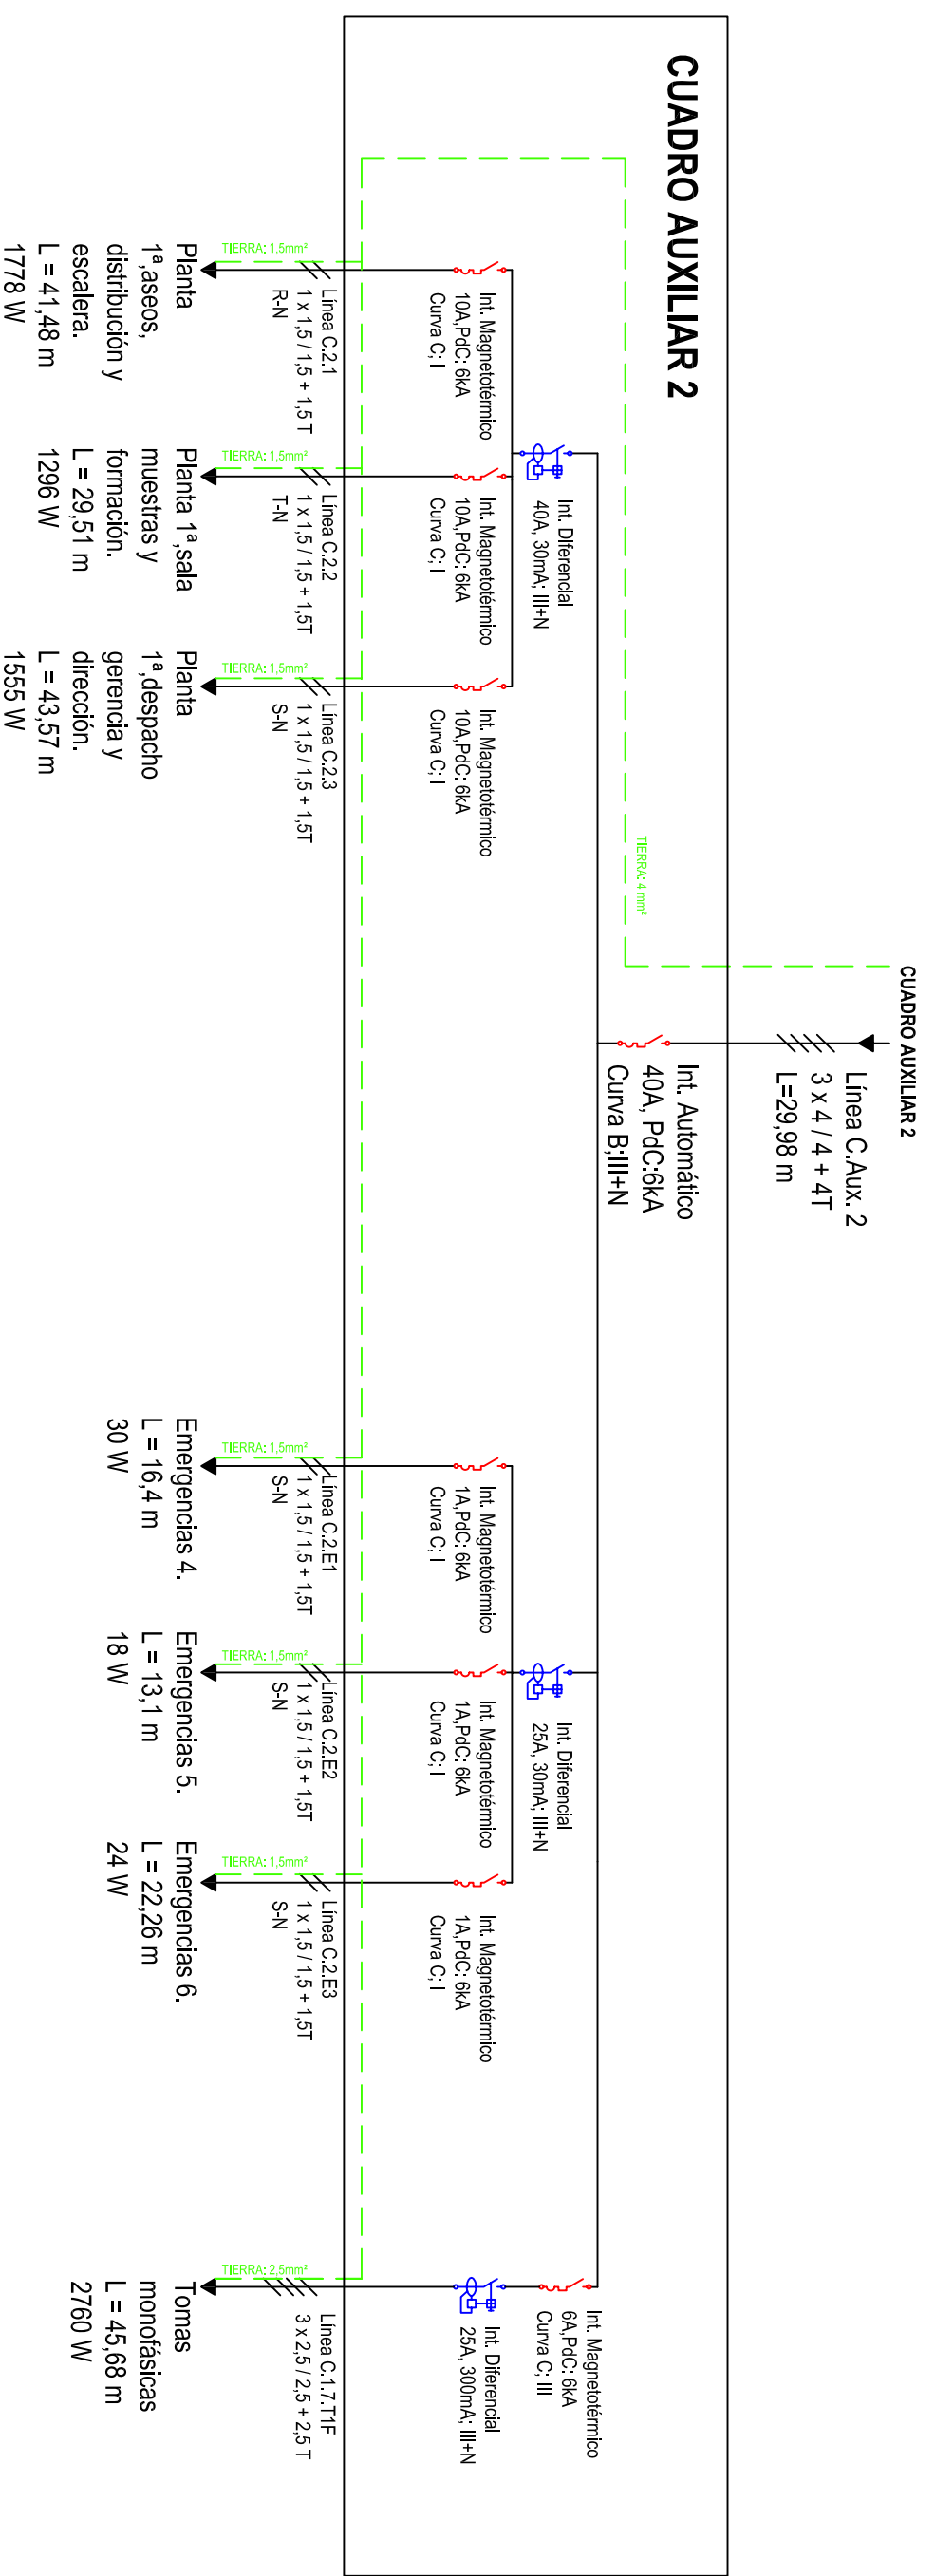 CUADRO AUXILIAR 2
CUADRO AUXILIAR 2
Línea C.Aux. 2
3 x 4 / 4 + 4T
L=29,98 m
TIERRA: 4 mm²
Int. Automático
40A, PdC:6kA
Curva B;III+N
Int. Diferencial
40A, 30mA; III+N
Int. Magnetotérmico
10A,PdC: 6kA
Curva C; I
Int. Magnetotérmico
10A,PdC: 6kA
Curva C; I
Int. Magnetotérmico
10A,PdC: 6kA
Curva C; I
Int. Diferencial
25A, 30mA; III+N
Int. Magnetotérmico
1A,PdC: 6kA
Curva C; I
Int. Magnetotérmico
1A,PdC: 6kA
Curva C; I
Int. Magnetotérmico
1A,PdC: 6kA
Curva C; I
Int. Magnetotérmico
6A,PdC: 6kA
Curva C; III
Int. Diferencial
25A, 300mA; III+N
TIERRA: 1,5mm²
Línea C.2.1
1 x 1,5 / 1,5 + 1,5 T
R-N
Planta
1ª,aseos,
distribución y
escalera.
L = 41,48 m
1778 W
TIERRA: 1,5mm²
Línea C.2.2
1 x 1,5 / 1,5 + 1,5T
T-N
Planta 1ª,sala
muestras y
formación.
L = 29,51 m
1296 W
TIERRA: 1,5mm²
Línea C.2.3
1 x 1,5 / 1,5 + 1,5T
S-N
Planta
1ª,despacho
gerencia y
dirección.
L = 43,57 m
1555 W
TIERRA: 1,5mm²
Línea C.2.E1
1 x 1,5 / 1,5 + 1,5T
S-N
Emergencias 4.
L = 16,4 m
30 W
TIERRA: 1,5mm²
Línea C.2.E2
1 x 1,5 / 1,5 + 1,5T
S-N
Emergencias 5.
L = 13,1 m
18 W
TIERRA: 1,5mm²
Línea C.2.E3
1 x 1,5 / 1,5 + 1,5T
S-N
Emergencias 6.
L = 22,26 m
24 W
TIERRA: 2,5mm²
Línea C.1.7.T1F
3 x 2,5 / 2,5 + 2,5 T
Tomas
monofásicas
L = 45,68 m
2760 W